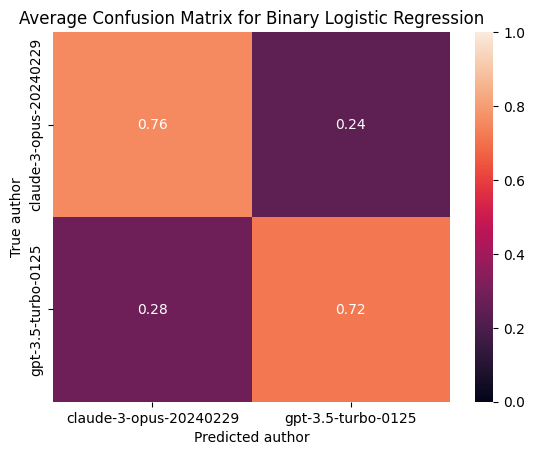 Average Confusion Matrix for Binary Logistic Regression
True author
claude-3-opus-20240229
gpt-3.5-turbo-0125
0.76
0.24
0.28
0.72
claude-3-opus-20240229
gpt-3.5-turbo-0125
Predicted author
1.0
0.8
0.6
0.4
0.2
0.0